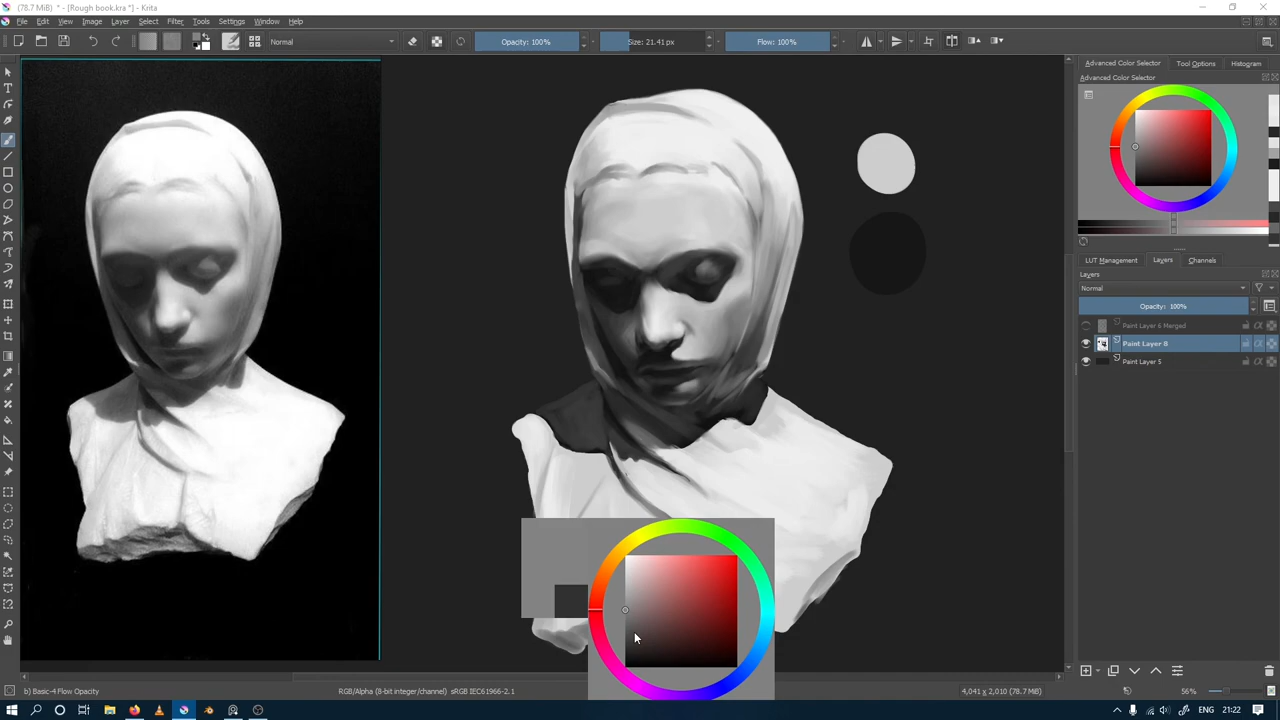 (78.7 MiB) * - [Rough book.kra *] - Krita
File Edit View Image Layer Select Filter Tools Settings Window Help
Normal
Opacity: 100%
Size: 21.41 px
Flow: 100%
Advanced Color Selector Tool Options Histogram
Advanced Color Selector
LUT Management Layers Channels
Layers
Normal
Opacity: 100%
Paint Layer 6 Merged
Paint Layer 8
Paint Layer 5
b) Basic-4 Flow Opacity
RGB/Alpha (8-bit integer/channel) sRGB IEC61966-2.1
4,041 x 2,010 (78.7 MiB)
56%
ENG 21:22